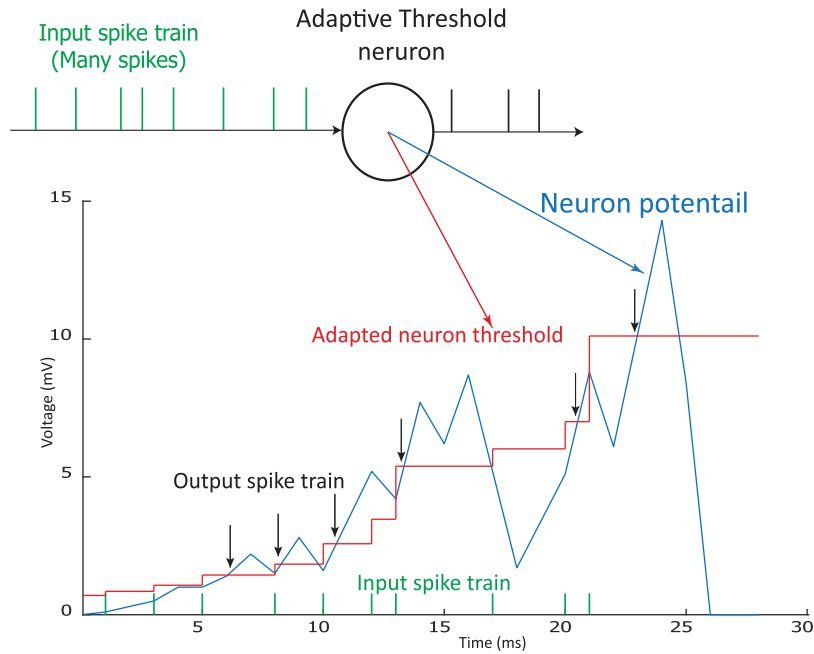 Adaptive Threshold
neruron
Input spike train
(Many spikes)
Neuron potentail
Adapted neuron threshold
Output spike train
Input spike train
Voltage (mV)
15
10
5
0
5
10
15
20
25
30
Time (ms)